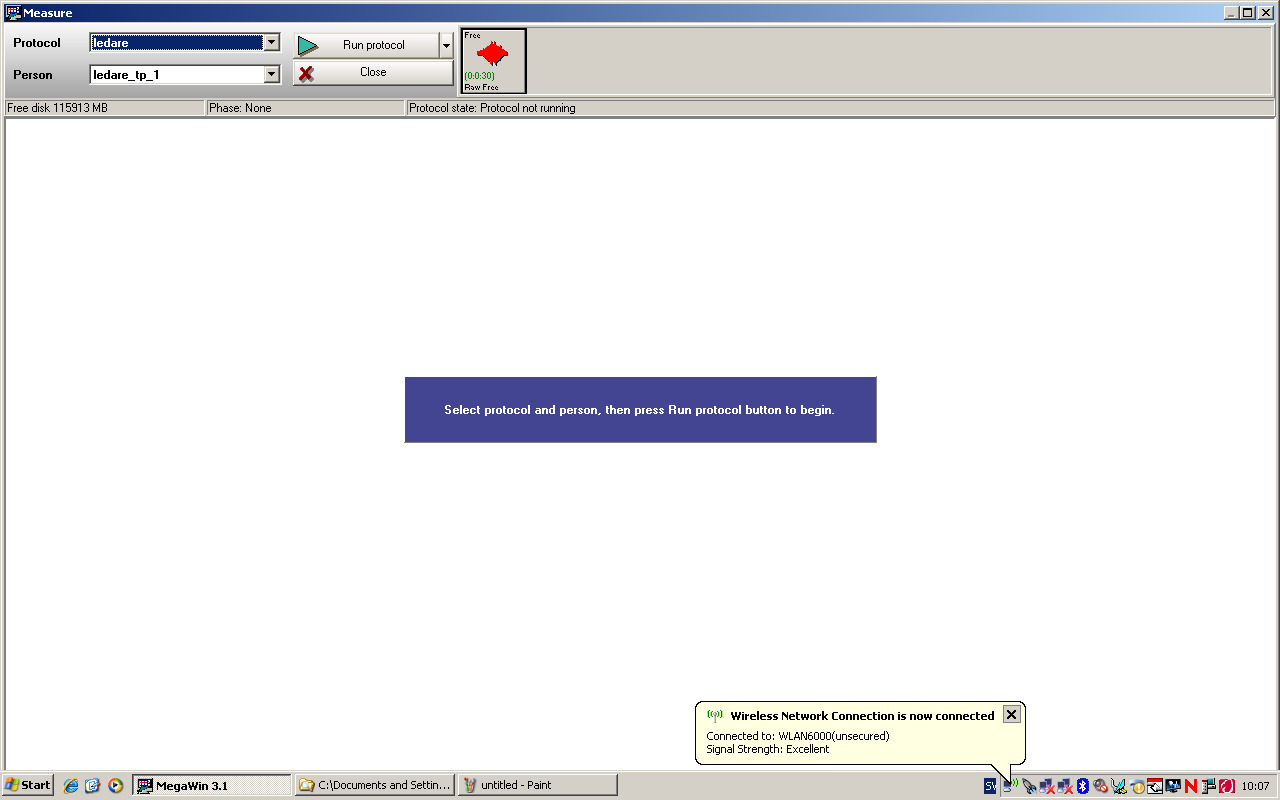 Measure
Protocol
ledare
Run protocol
Person
ledare_tp_1
Close
Free
(0:0:30)
Raw Free
Free disk 115913 MB
Phase: None
Protocol state: Protocol not running
Select protocol and person, then press Run protocol button to begin.
Wireless Network Connection is now connected
Connected to: WLAN6000(unsecured)
Signal Strength: Excellent
Start
MegaWin 3.1
C:\Documents and Settin...
untitled - Paint
SV
10:07